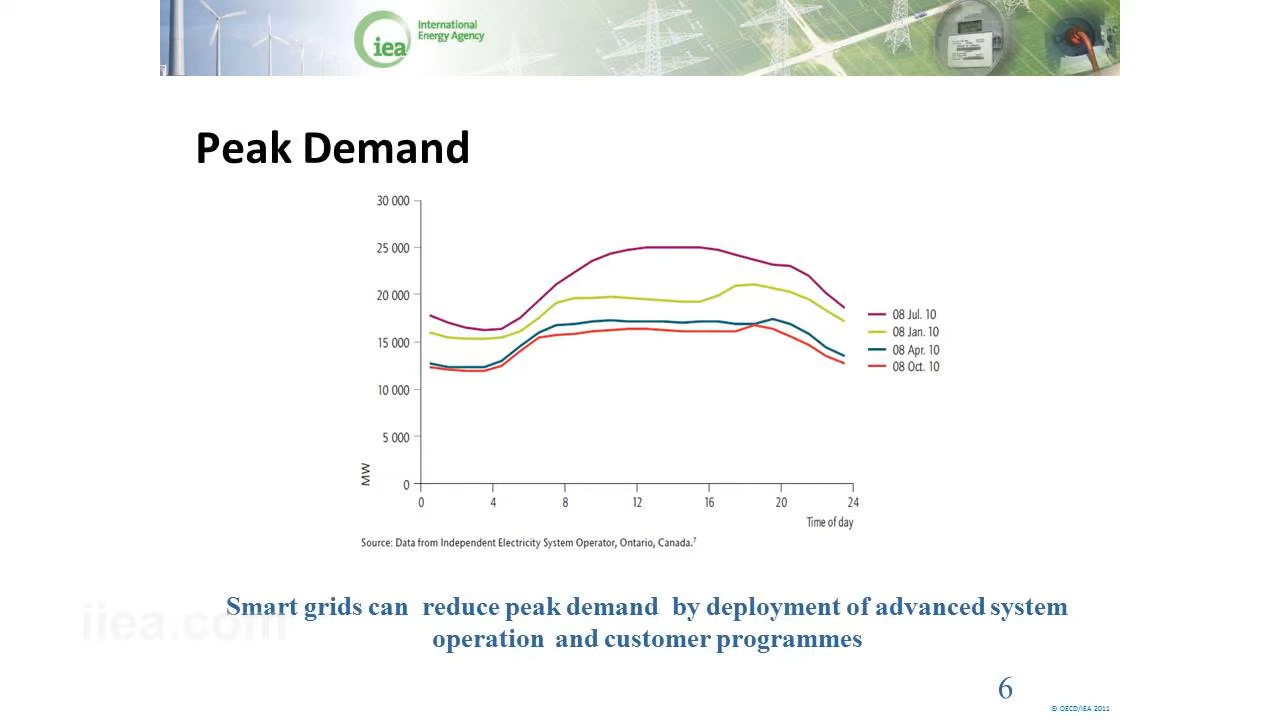 iea
International
Energy Agency
Peak Demand
30 000
25 000
20 000
15 000
10 000
5 000
0
MW
0 4 8 12 16 20 24
Time of day
08 Jul. 10
08 Jan. 10
08 Apr. 10
08 Oct. 10
Source: Data from Independent Electricity System Operator, Ontario, Canada.⁷
Smart grids can reduce peak demand by deployment of advanced system
operation and customer programmes
iiea.com
6
© OECD/IEA 2011